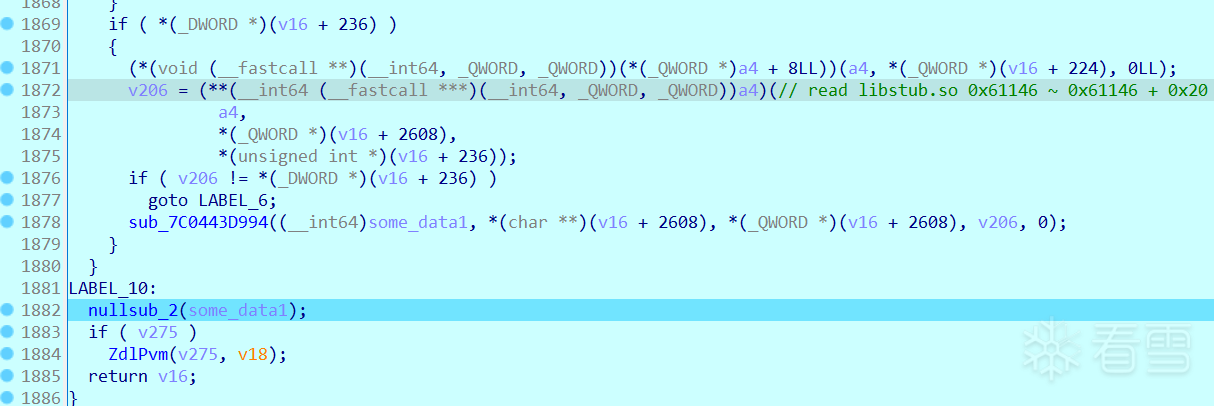 1868 }
1869 if ( *(_DWORD *)(v16 + 236) )
1870 {
1871 (*(void (__fastcall **)(__int64, _QWORD, _QWORD))(*(_QWORD *)a4 + 8LL))(a4, *(_QWORD *)(v16 + 224), 0LL);
1872 v206 = (**(__int64 (__fastcall ***)(__int64, _QWORD, _QWORD))a4)(// read libstub.so 0x61146 ~ 0x61146 + 0x20
1873 a4,
1874 *(_QWORD *)(v16 + 2608),
1875 *(unsigned int *)(v16 + 236));
1876 if ( v206 != *(_DWORD *)(v16 + 236) )
1877 goto LABEL_6;
1878 sub_7C0443D994((__int64)some_data1, *(char **)(v16 + 2608), *(_QWORD *)(v16 + 2608), v206, 0);
1879 }
1880 }
1881 LABEL_10:
1882 nullsub_2(some_data1);
1883 if ( v275 )
1884 ZdlPvm(v275, v18);
1885 return v16;
1886 }
看雪